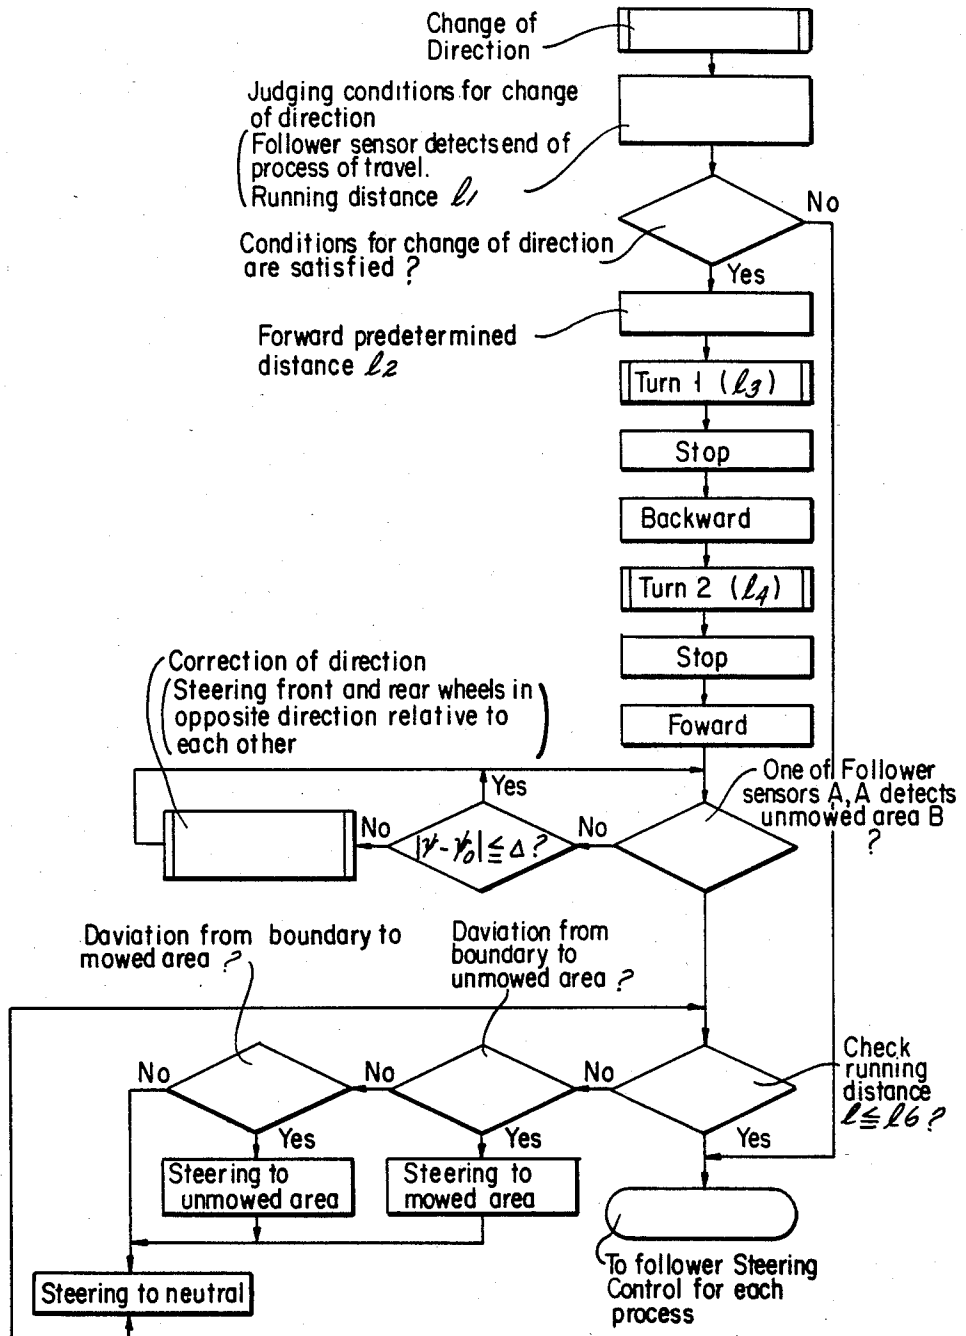 Change of
Direction
Judging conditions for change
of direction
(Follower sensor detects end of
process of travel.
Running distance ℓ1
No
Conditions for change of direction
are satisfied ?
Yes
Forward predetermined
distance ℓ2
Turn 1 (ℓ3)
Stop
Backward
Turn 2 (ℓ4)
Stop
Foward
Correction of direction
(Steering front and rear wheels in
opposite direction relative to
each other)
One of Follower
sensors A, A detects
unmowed area B
?
Yes
No
|ψ-ψ0| ≦ Δ ?
No
Daviation from boundary to
mowed area ?
Daviation from
boundary to
unmowed area ?
Check
running
distance
ℓ≦ℓ6 ?
No
No
No
Yes
Yes
Yes
Steering to
unmowed area
Steering to
mowed area
Steering to neutral
To follower Steering
Control for each
process